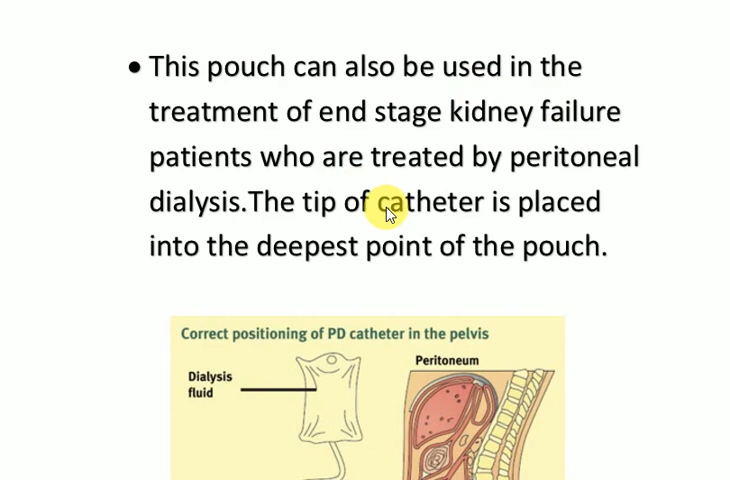 • This pouch can also be used in the
treatment of end stage kidney failure
patients who are treated by peritoneal
dialysis.The tip of catheter is placed
into the deepest point of the pouch.
Correct positioning of PD catheter in the pelvis
Peritoneum
Dialysis
fluid